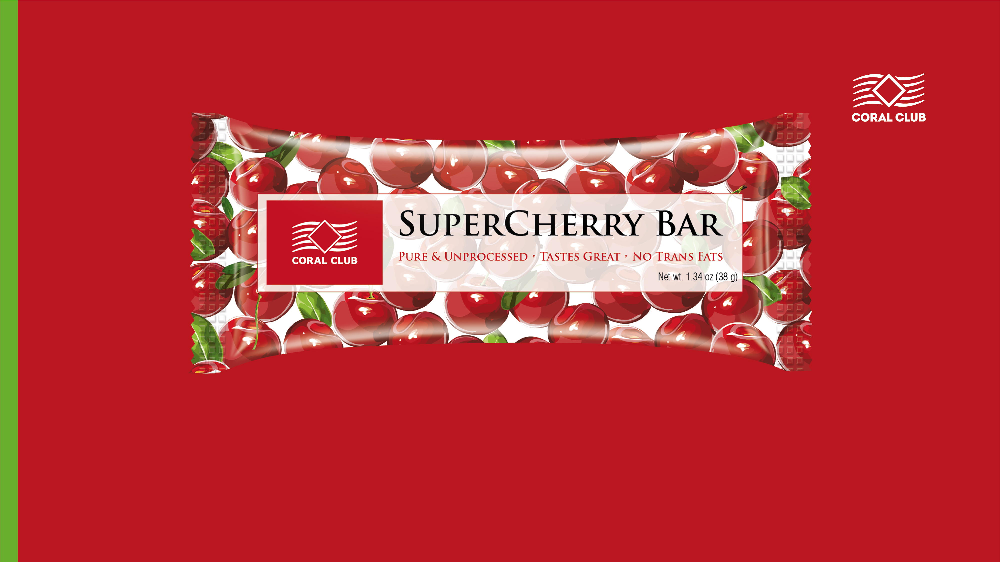 CORAL CLUB
SUPERCHERRY BAR
PURE & UNPROCESSED · TASTES GREAT · NO TRANS FATS
CORAL CLUB
Net wt. 1.34 oz (38 g)